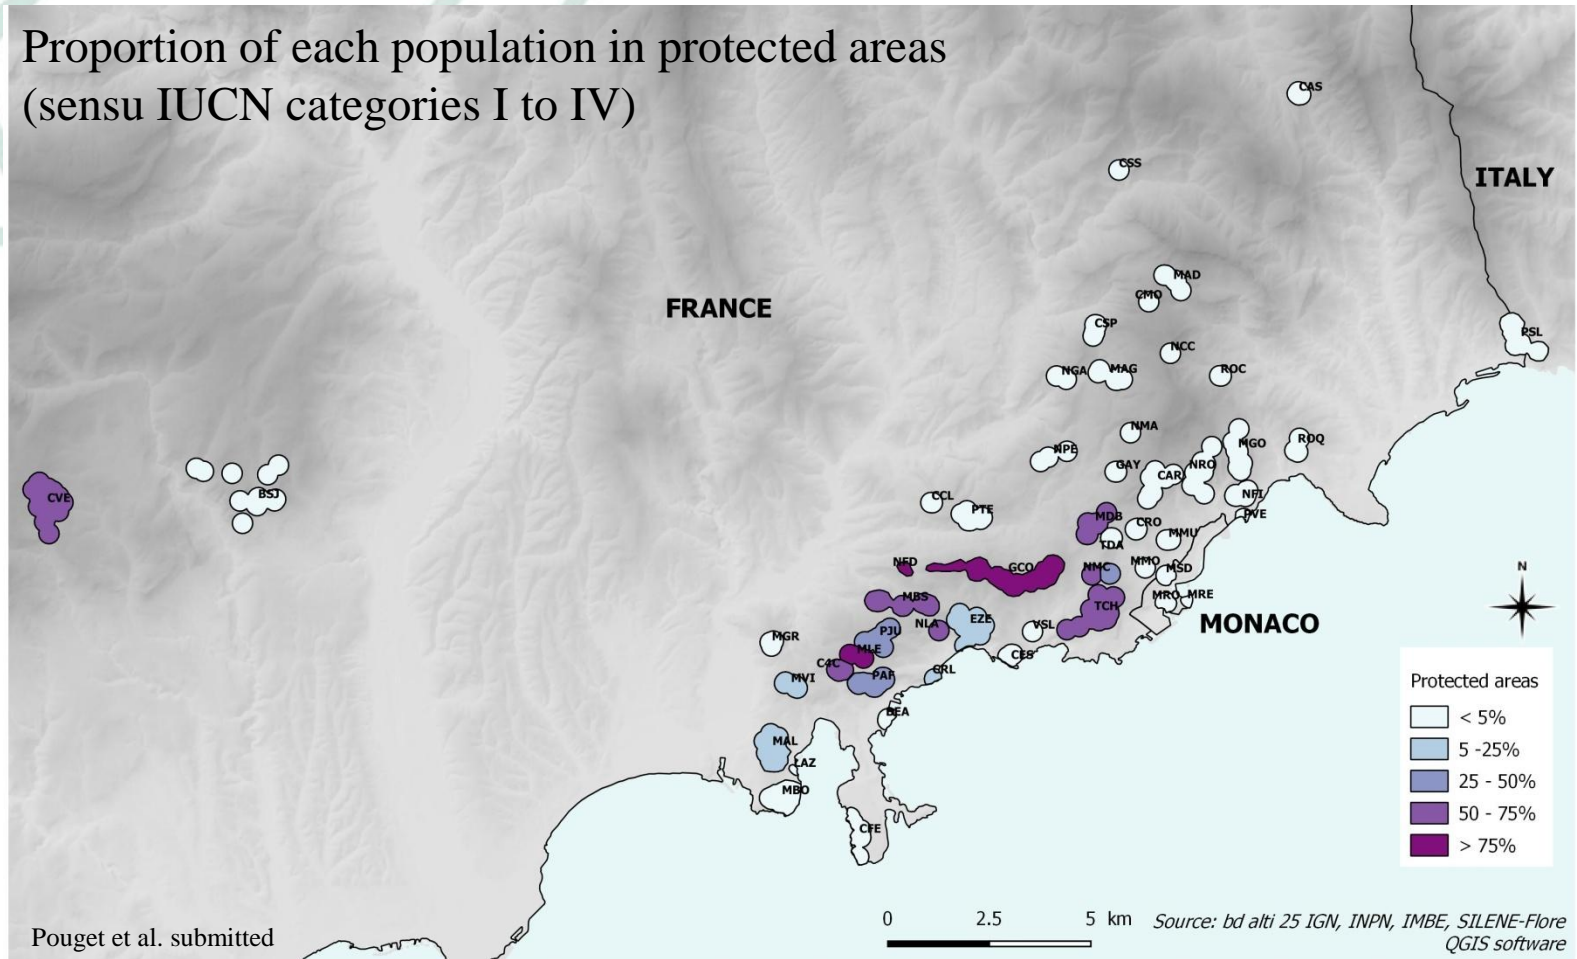 Proportion of each population in protected areas
(sensu IUCN categories I to IV)
CAS
CSS
ITALY
MAD
CMO
FRANCE
CSP
PSL
NCC
NGA
MAG
ROC
NMA
MGO
ROQ
NPE
GAY
CAR
NRO
CVE
BSJ
CCL
NFI
PTE
PVE
MDB
CRO
TDA
MMU
NFD
GCO
NMC
MMO
MSD
N
MBS
TCH
MRO
MRE
EZE
NLA
VSL
MONACO
PJU
MGR
MLE
CES
C4C
MVI
PAF
CRL
BEA
MAL
LAZ
MBO
CFE
Protected areas
< 5%
5 -25%
25 - 50%
50 - 75%
> 75%
0 2.5 5 km
Source: bd alti 25 IGN, INPN, IMBE, SILENE-Flore
QGIS software
Pouget et al. submitted